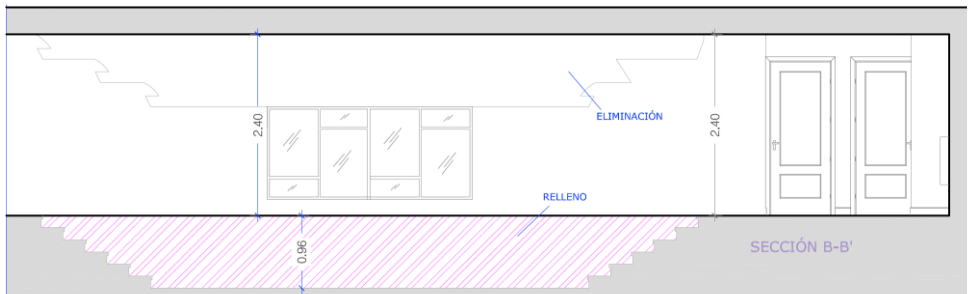 2.40
ELIMINACIÓN
2.40
RELLENO
0.96
SECCIÓN B-B'